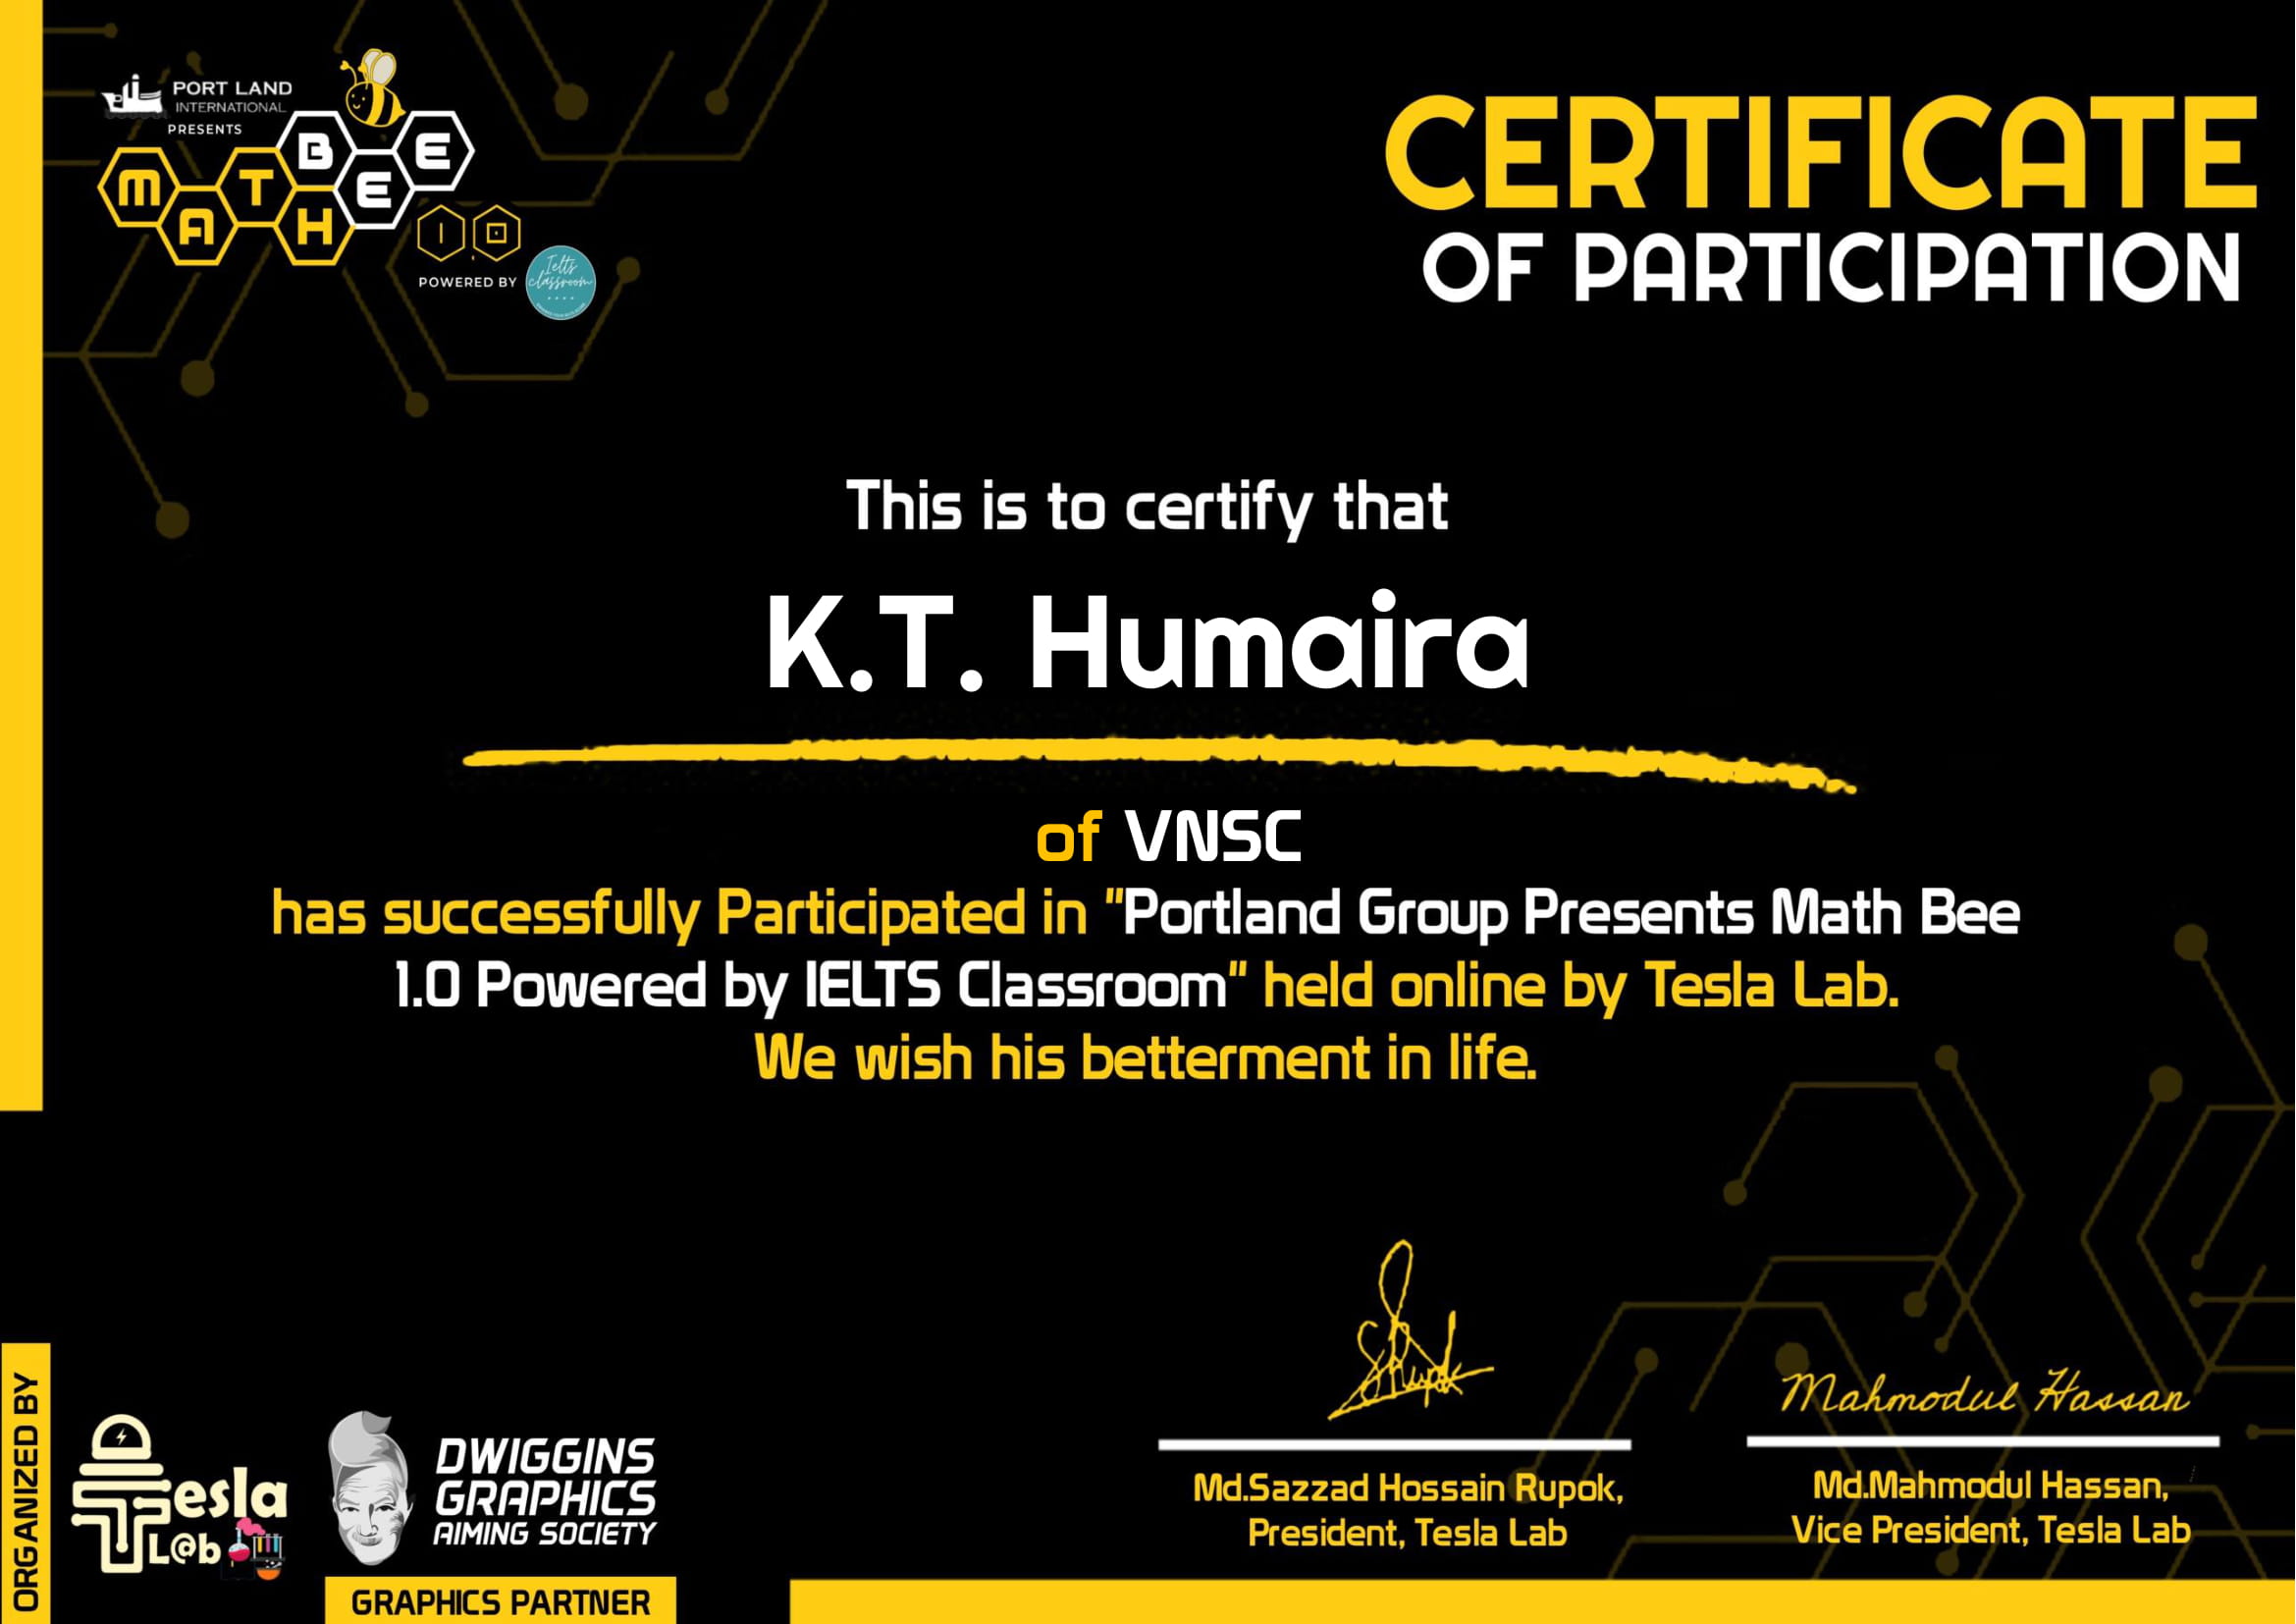 PORT LAND
INTERNATIONAL
PRESENTS
MATH BEE
1.0
POWERED BY
Ielts
classroom
CERTIFICATE
OF PARTICIPATION
This is to certify that
K.T. Humaira
of VNSC
has successfully Participated in "Portland Group Presents Math Bee
1.0 Powered by IELTS Classroom" held online by Tesla Lab.
We wish his betterment in life.
Mahmodul Hassan
Md.Sazzad Hossain Rupok,
President, Tesla Lab
Md.Mahmodul Hassan,
Vice President, Tesla Lab
ORGANIZED BY
Tesla
L@b
DWIGGINS
GRAPHICS
AIMING SOCIETY
GRAPHICS PARTNER